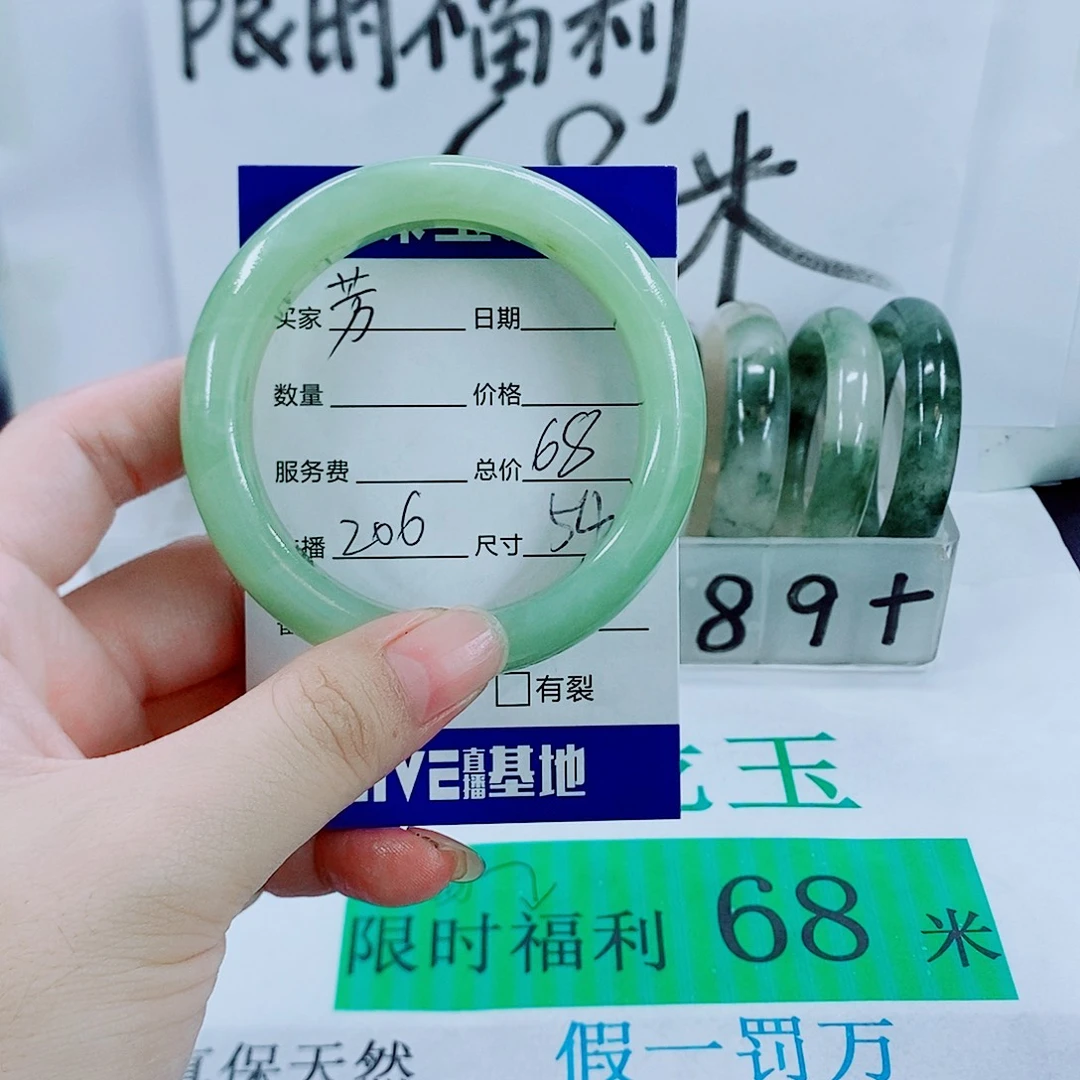 限时福利
68米
买家 芳 日期
数量 价格
服务费 总价 68
播 206 尺寸 54
有裂
LIVE直播基地
89+
玉
限时福利 68 米
保天然
假一罚万